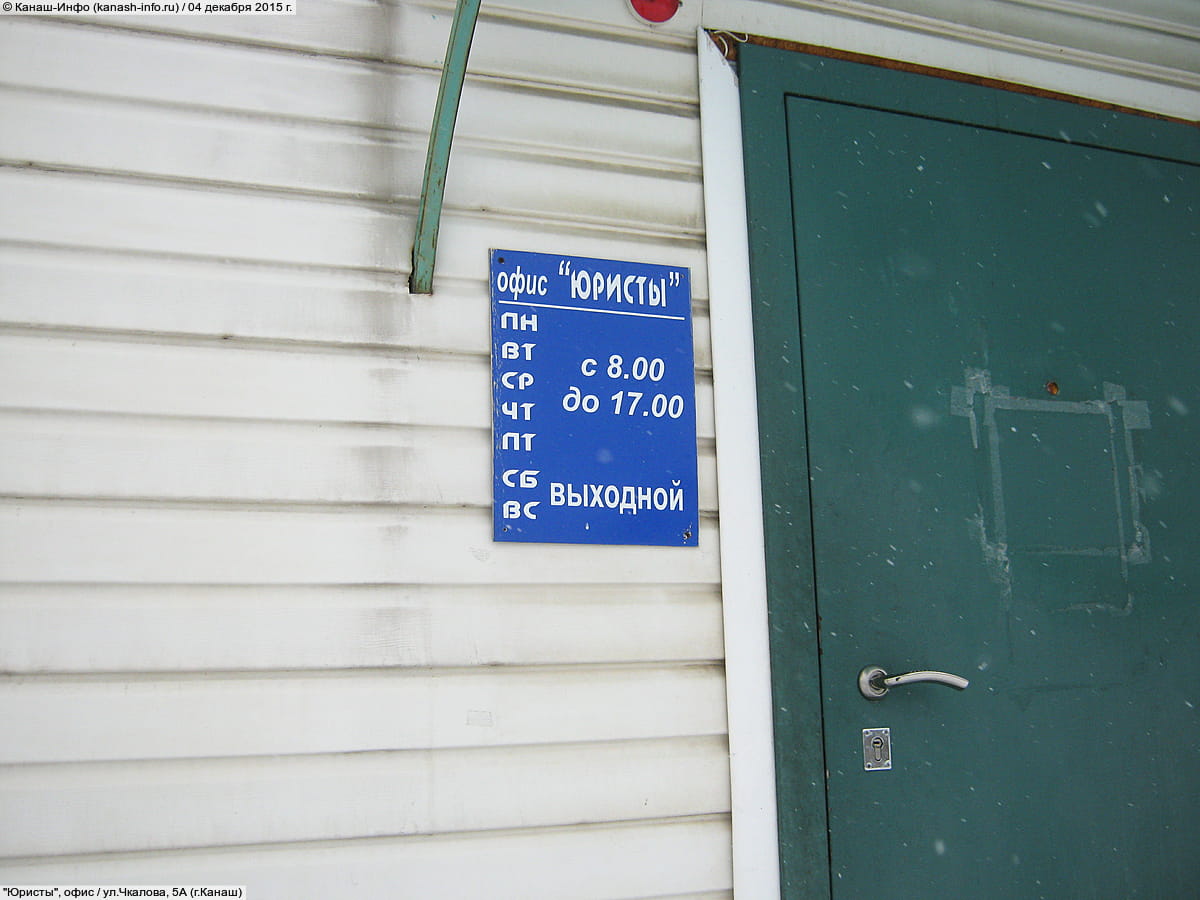 © Канаш-Инфо (kanash-info.ru) / 04 декабря 2015 г.
офис "ЮРИСТЫ"
ПН
ВТ
с 8.00
СР
до 17.00
ЧТ
ПТ
СБ
ВЫХОДНОЙ
ВС
"Юристы", офис / ул.Чкалова, 5А (г.Канаш)